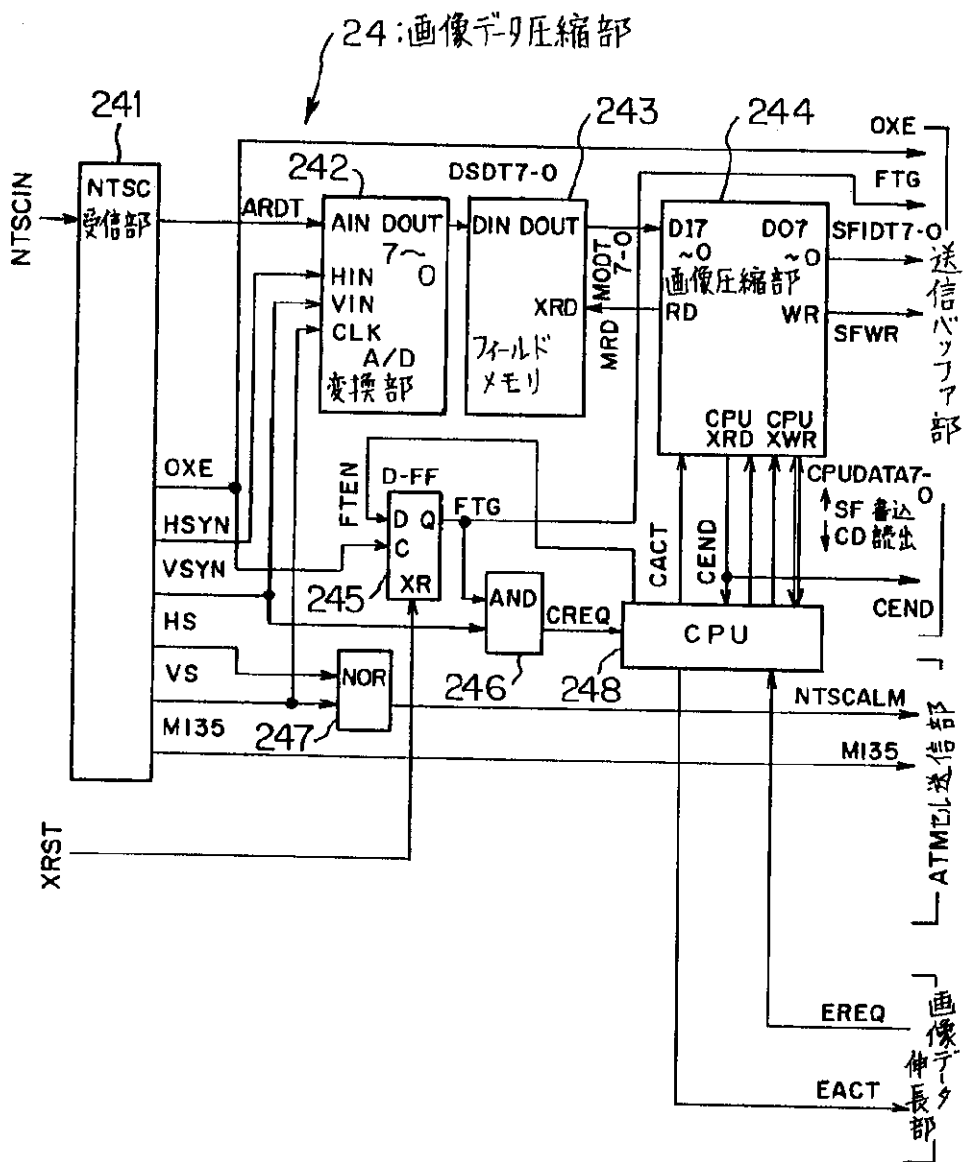 24:画像データ圧縮部
241
242
243
244
OXE
FTG
DSDT7-0
NTSCIN
NTSC
受信部
ARDT
AIN DOUT
7~
0
HIN
VIN
CLK
A/D
変換部
DIN DOUT
XRD
フィールド
メモリ
MODT
7-0
MRD
DI7
~0
DO7
~0
画像圧縮部
RD
WR
CPU
XRD
CPU
XWR
SFIDT7-0
SFWR
送信バッファ部
OXE
HSYN
VSYN
HS
VS
MI35
FTEN
D-FF
D Q
C
XR
245
FTG
AND
246
CREQ
NOR
247
CACT
CEND
CPUDATA7-
0
SF 書込
CD 読出
CEND
CPU
248
NTSCALM
MI35
ATMセル送信部
XRST
EREQ
EACT
画像データ
伸長部